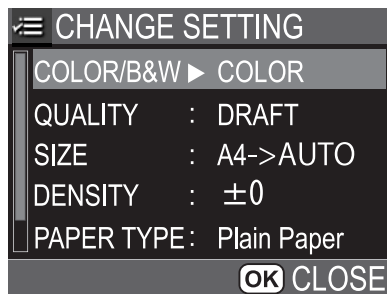 CHANGE SETTING
COLOR/B&W ▶ COLOR
QUALITY : DRAFT
SIZE : A4->AUTO
DENSITY : ±0
PAPER TYPE : Plain Paper
OK CLOSE